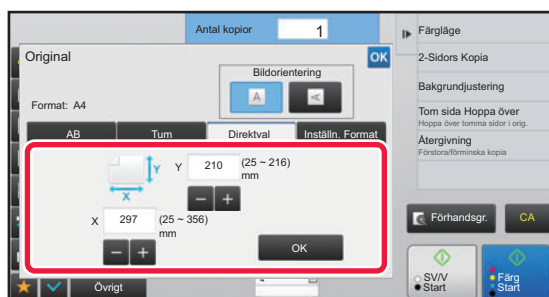 Antal kopior
1
Original
OK
Bildorientering
A
A
Format: A4
AB
Tum
Direktval
Inställn. Format
Y
X
Y
210
(25 ~ 216)
mm
X
297
(25 ~ 356)
mm
OK
Övrigt
Färgläge
2-Sidors Kopia
Bakgrundjustering
Tom sida Hoppa över
Hoppa över tomma sidor i orig.
Återgivning
Förstora/förminska kopia
Förhandsgr.
CA
SV/V
Start
Färg
Start